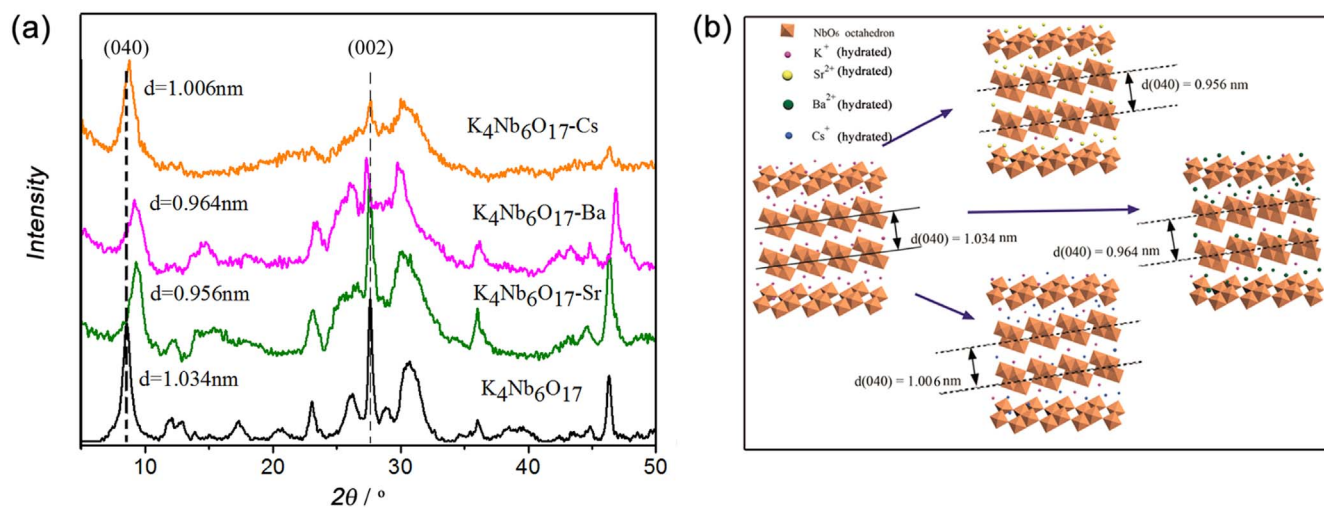 (a)
(040)
(002)
d=1.006nm
K₄Nb₆O₁₇-Cs
d=0.964nm
K₄Nb₆O₁₇-Ba
d=0.956nm
K₄Nb₆O₁₇-Sr
d=1.034nm
K₄Nb₆O₁₇
Intensity
10 20 30 40 50
2θ / °
(b)
NbO₆ octahedron
K⁺ (hydrated)
Sr²⁺ (hydrated)
Ba²⁺ (hydrated)
Cs⁺ (hydrated)
d(040) = 0.956 nm
d(040) = 1.034 nm
d(040) = 0.964 nm
d(040) = 1.006 nm